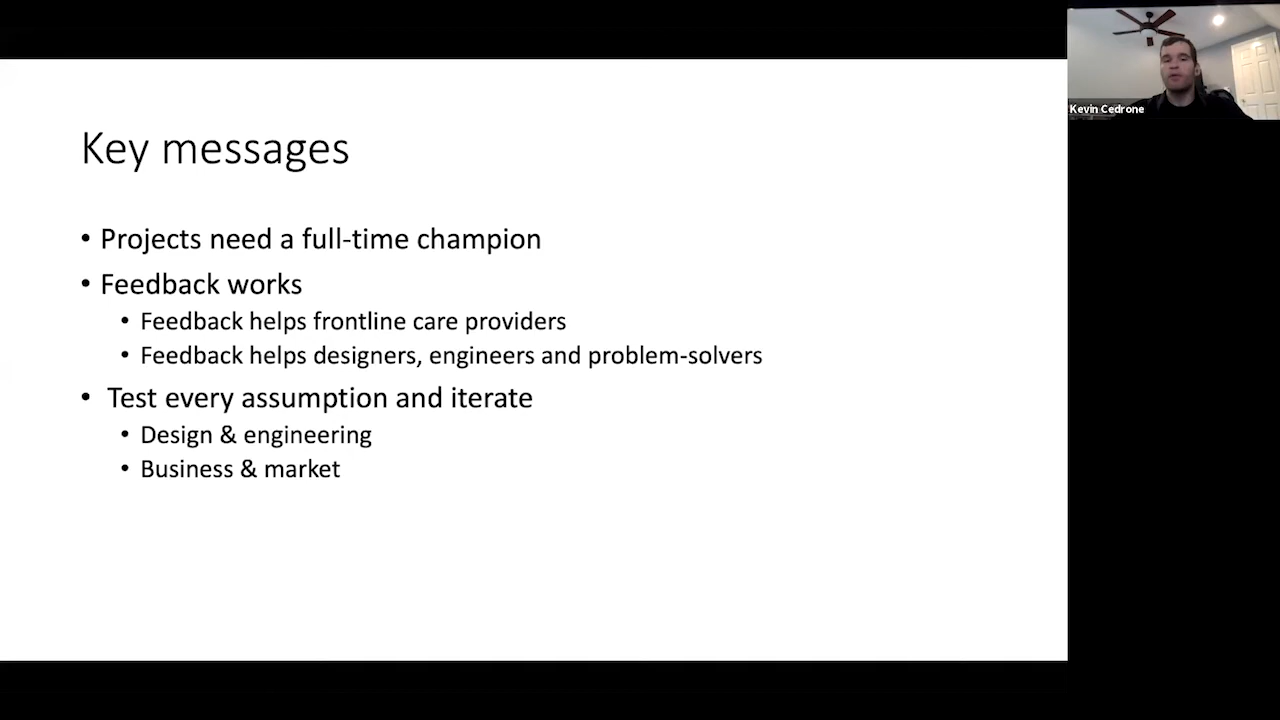 Key messages
• Projects need a full-time champion
• Feedback works
• Feedback helps frontline care providers
• Feedback helps designers, engineers and problem-solvers
• Test every assumption and iterate
• Design & engineering
• Business & market
Kevin Cedrone